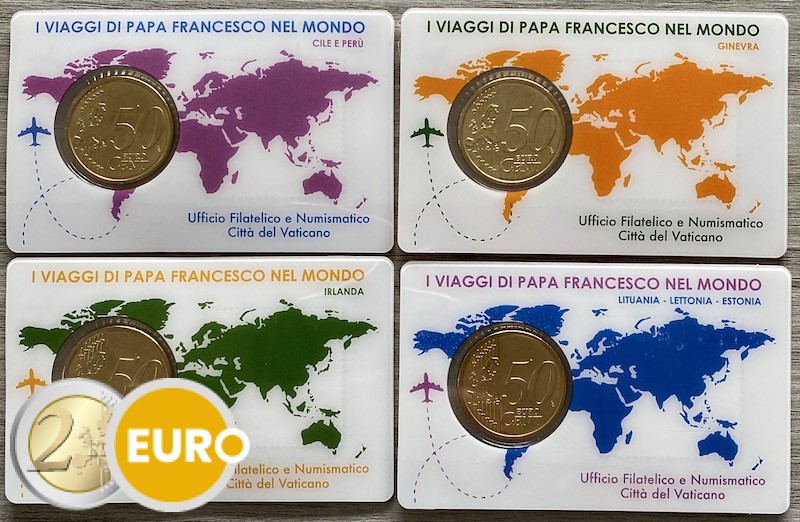 I VIAGGI DI PAPA FRANCESCO NEL MONDO
CILE E PERÙ
50
EURO
CENT
Ufficio Filatelico e Numismatico
Città del Vaticano
I VIAGGI DI PAPA FRANCESCO NEL MONDO
GINEVRA
50
EURO
CENT
Ufficio Filatelico e Numismatico
Città del Vaticano
I VIAGGI DI PAPA FRANCESCO NEL MONDO
IRLANDA
50
2 EURO
Filatelico e Numismatico
Città del Vaticano
I VIAGGI DI PAPA FRANCESCO NEL MONDO
LITUANIA - LETTONIA - ESTONIA
50
EURO
CENT
Ufficio Filatelico e Numismatico
Città del Vaticano